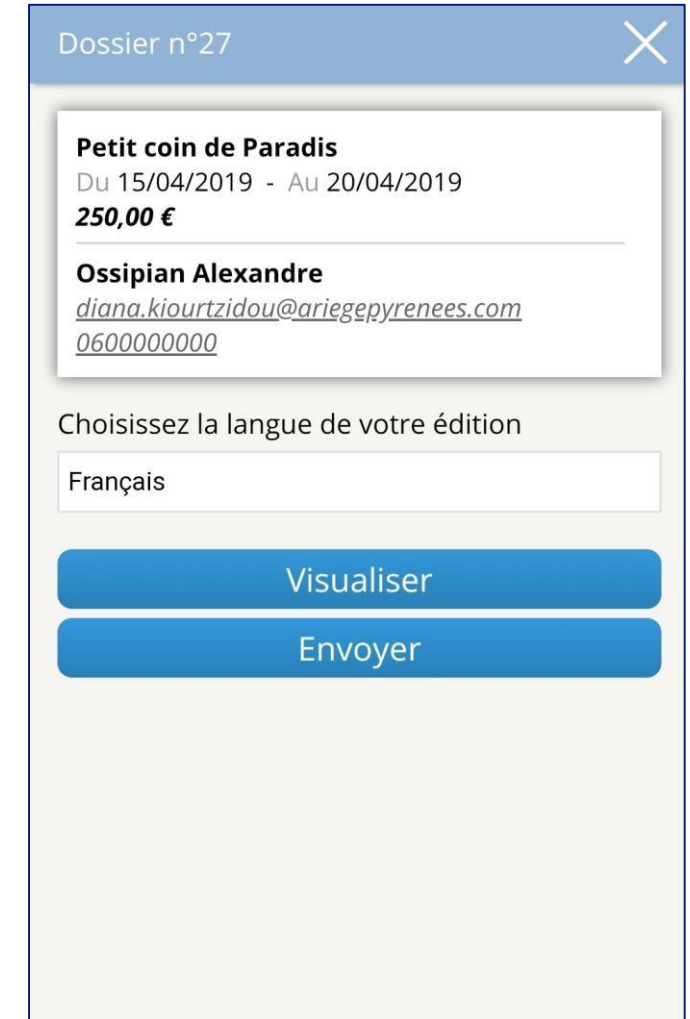 Dossier n°27
Petit coin de Paradis
Du 15/04/2019 - Au 20/04/2019
250,00 €
Ossipian Alexandre
diana.kiourtzidou@ariegepyrenees.com
0600000000
Choisissez la langue de votre édition
Français
Visualiser
Envoyer